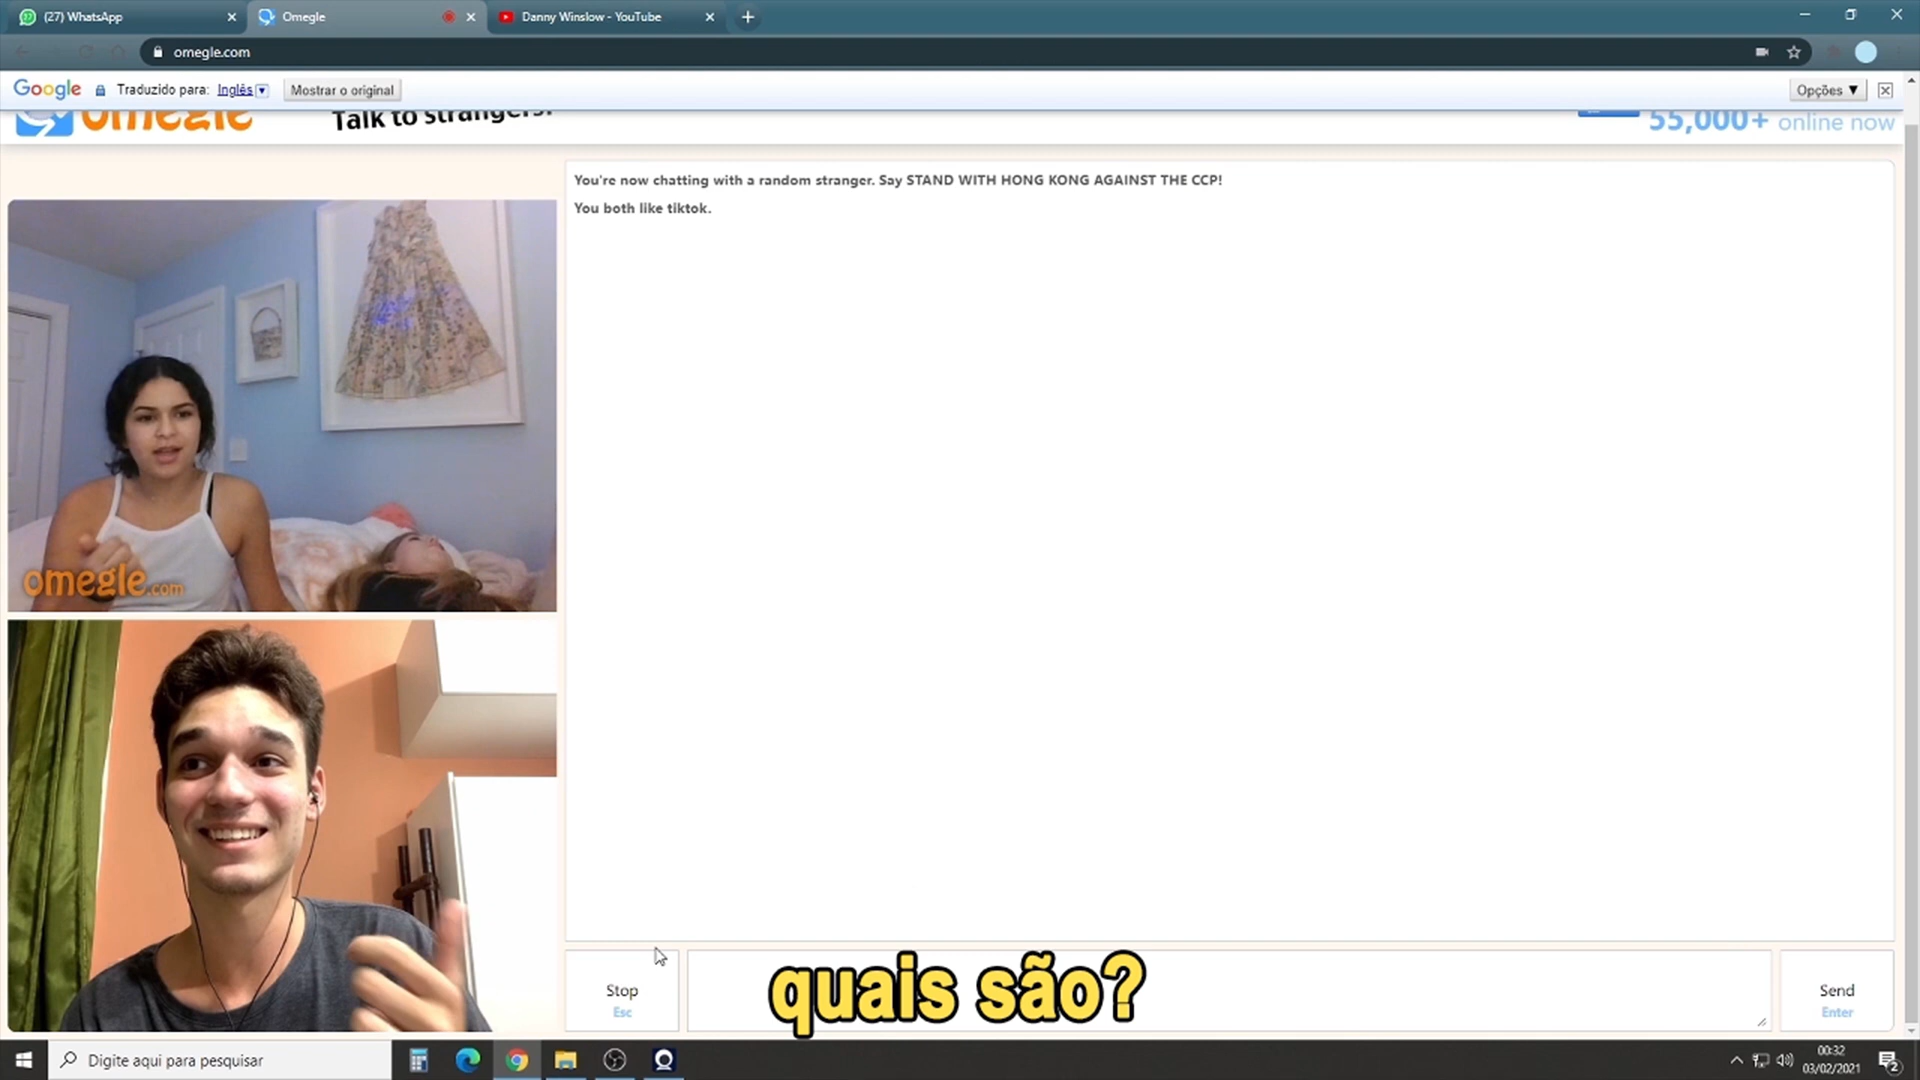 (27) WhatsApp
Omegle
Danny Winslow - YouTube
omegle.com
Google
Traduzido para: Inglês
Mostrar o original
Opções
omegle
Talk to strangers!
55,000+ online now
You're now chatting with a random stranger. Say STAND WITH HONG KONG AGAINST THE CCP!
You both like tiktok.
omegle.com
Stop
Esc
quais são?
Send
Enter
Digite aqui para pesquisar
00:32
03/02/2021
2